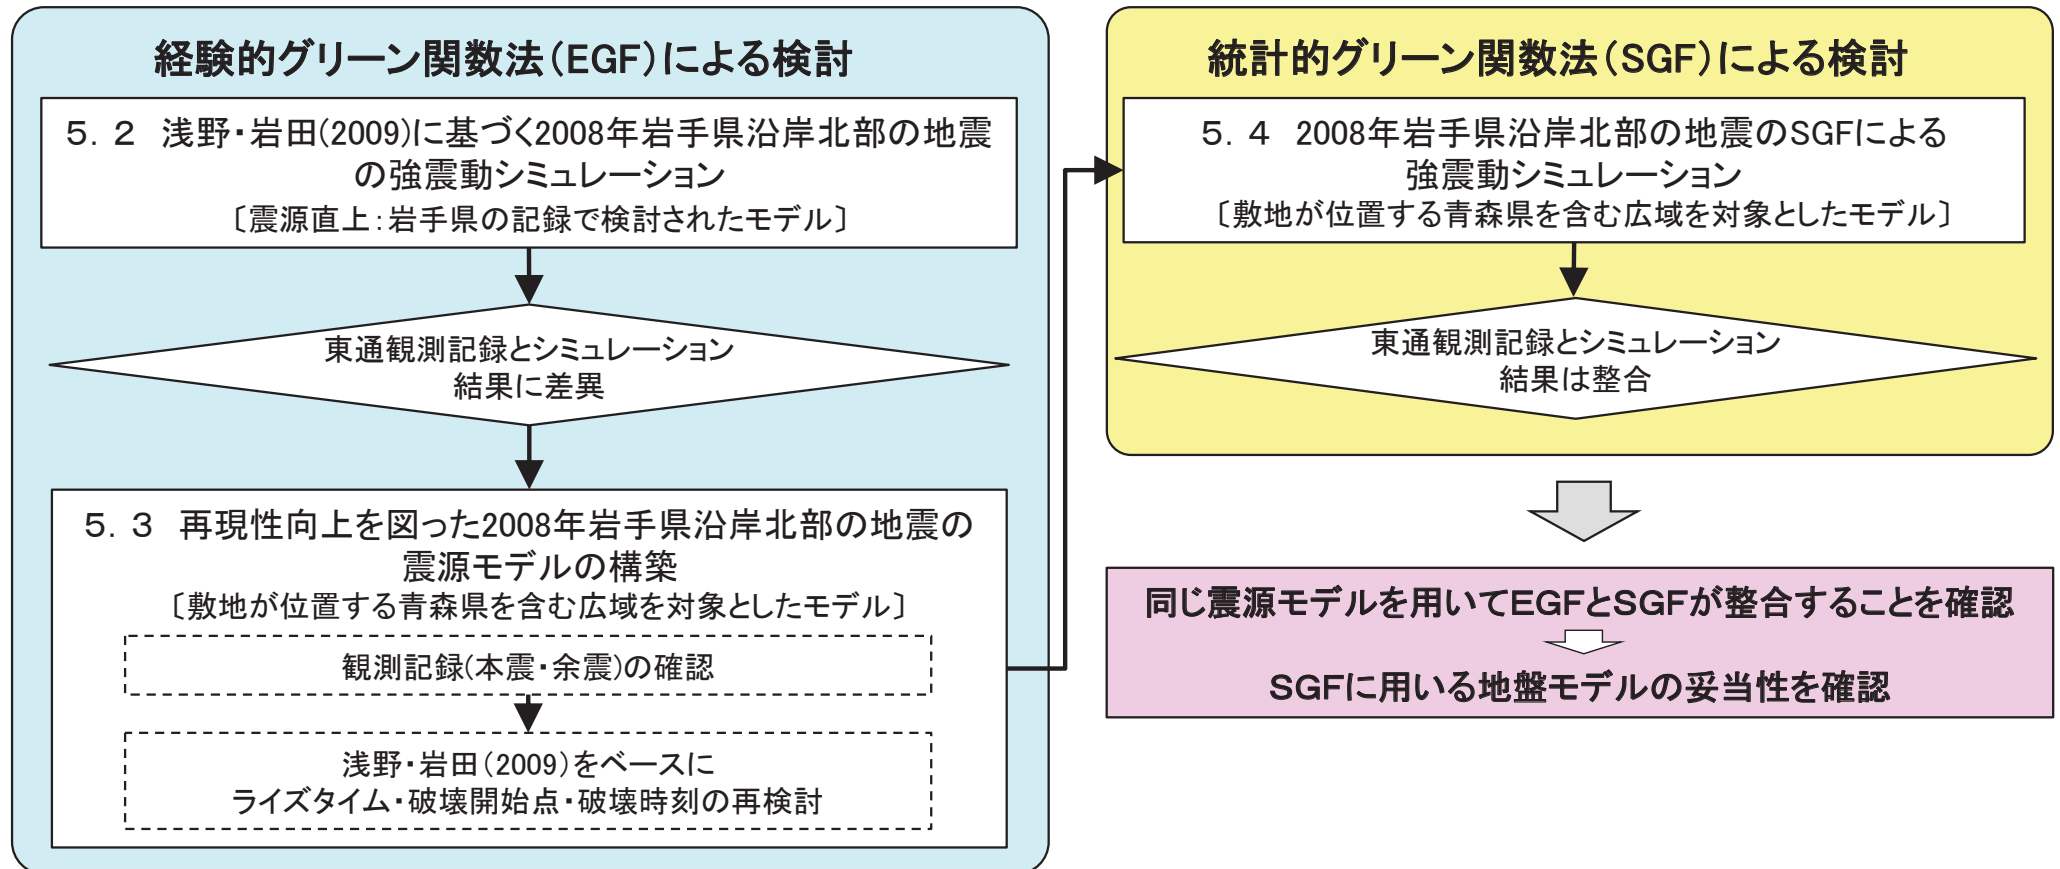 経験的グリーン関数法(EGF)による検討
5. 2 浅野・岩田(2009)に基づく2008年岩手県沿岸北部の地震
の強震動シミュレーション
〔震源直上:岩手県の記録で検討されたモデル〕
東通観測記録とシミュレーション
結果に差異
5. 3 再現性向上を図った2008年岩手県沿岸北部の地震の
震源モデルの構築
〔敷地が位置する青森県を含む広域を対象としたモデル〕
観測記録(本震・余震)の確認
浅野・岩田(2009)をベースに
ライズタイム・破壊開始点・破壊時刻の再検討
統計的グリーン関数法(SGF)による検討
5. 4 2008年岩手県沿岸北部の地震のSGFによる
強震動シミュレーション
〔敷地が位置する青森県を含む広域を対象としたモデル〕
東通観測記録とシミュレーション
結果は整合
同じ震源モデルを用いてEGFとSGFが整合することを確認
SGFに用いる地盤モデルの妥当性を確認